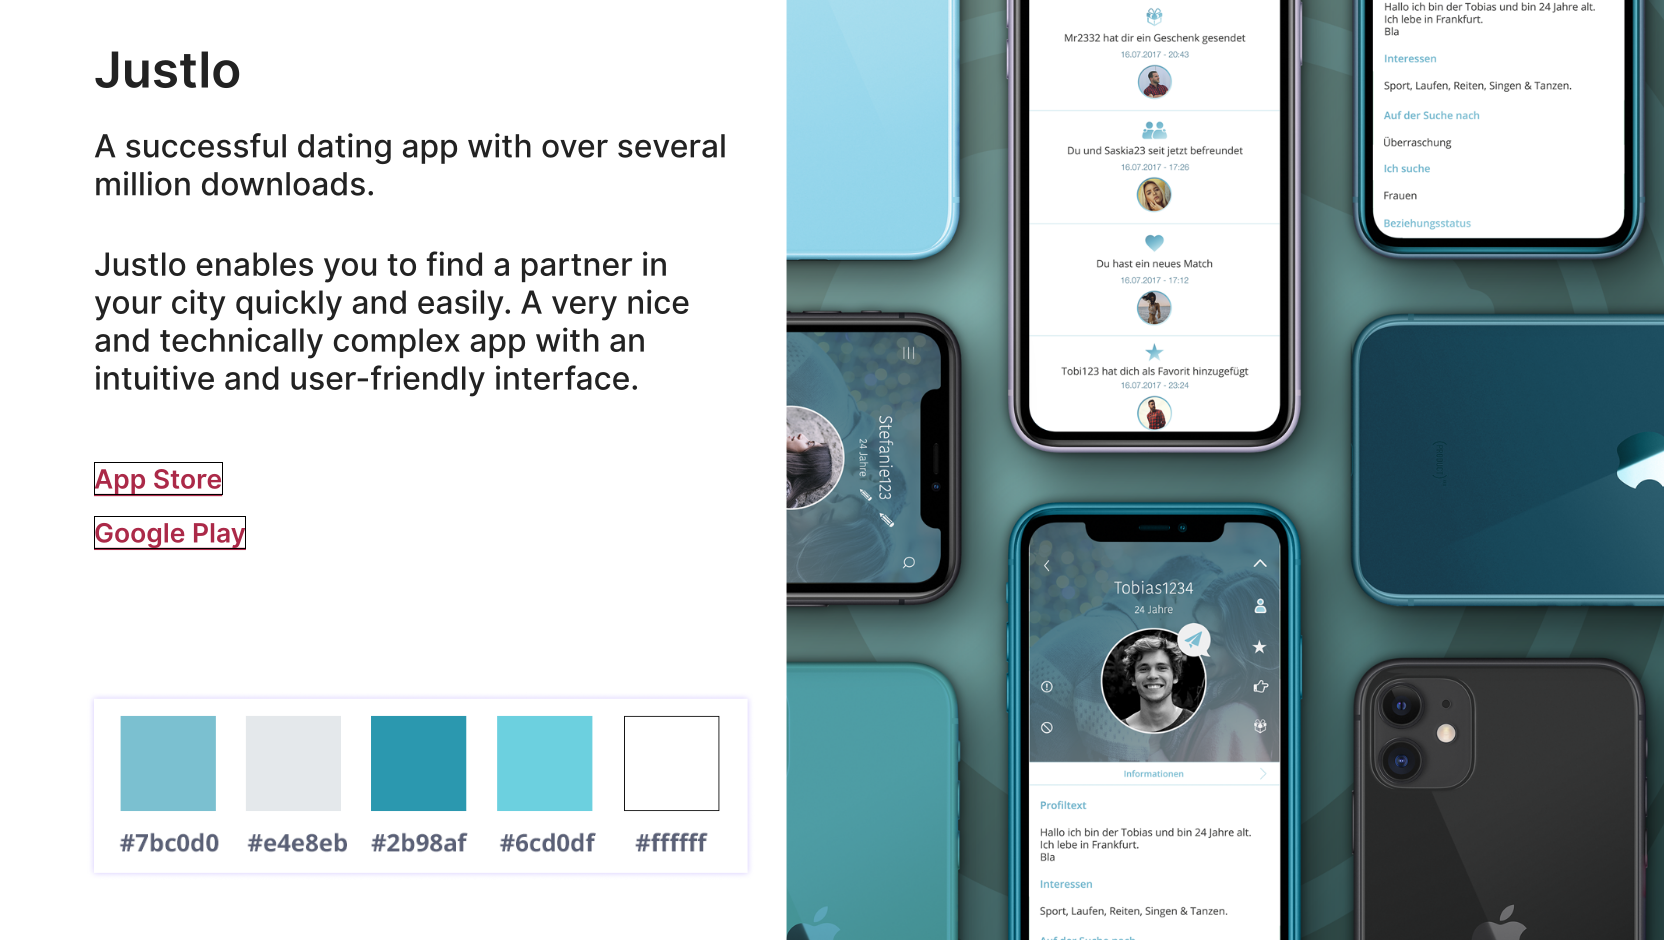 Justlo
A successful dating app with over several
million downloads.
Justlo enables you to find a partner in
your city quickly and easily. A very nice
and technically complex app with an
intuitive and user-friendly interface.
App Store
Google Play
#7bc0d0
#e4e8eb
#2b98af
#6cd0df
#ffffff
Mr2332 hat dir ein Geschenk gesendet
16.07.2017 - 20:43
Du und Saskia23 seit jetzt befreundet
16.07.2017 - 17:26
Du hast ein neues Match
16.07.2017 - 17:12
Tobi123 hat dich als Favorit hinzugefügt
16.07.2017 - 23:24
Hallo ich bin der Tobias und bin 24 Jahre alt.
Ich lebe in Frankfurt.
Bla
Interessen
Sport, Laufen, Reiten, Singen & Tanzen.
Auf der Suche nach
Überraschung
Ich suche
Frauen
Beziehungsstatus
Stefanie123
24 Jahre
Tobias1234
24 Jahre
Informationen
Profiltext
Hallo ich bin der Tobias und bin 24 Jahre alt.
Ich lebe in Frankfurt.
Bla
Interessen
Sport, Laufen, Reiten, Singen & Tanzen.
Auf der Suche nach